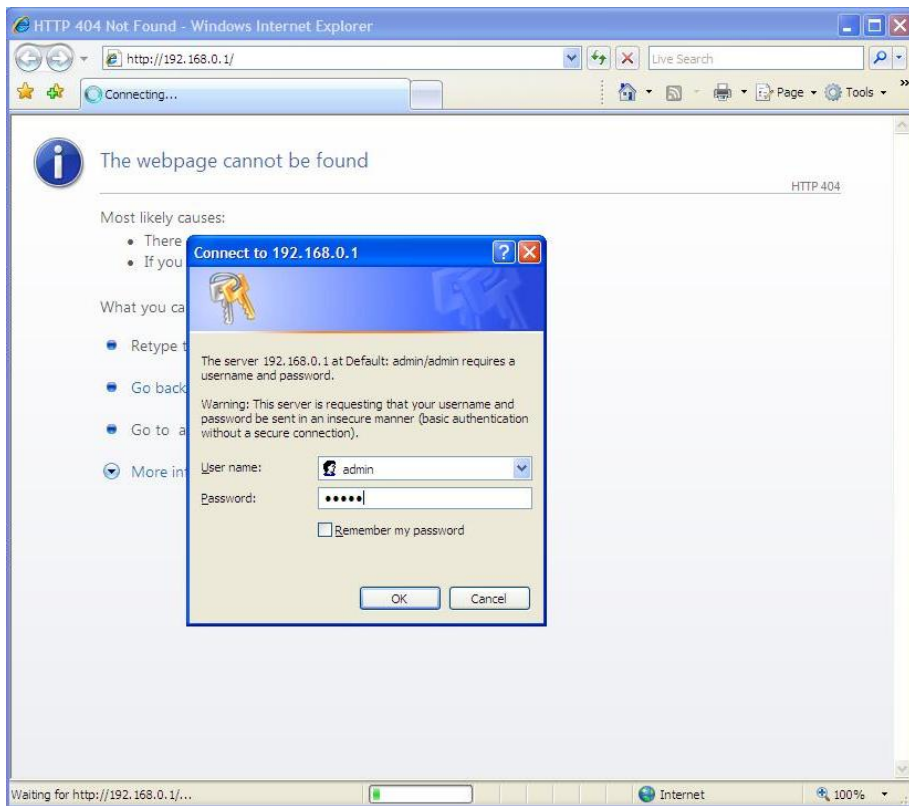 HTTP 404 Not Found - Windows Internet Explorer
http://192.168.0.1/
Live Search
Connecting...
Page
Tools
»
The webpage cannot be found
HTTP 404
Most likely causes:
There
If you
What you ca
Retype t
Go back
Go to a
More inf
Connect to 192.168.0.1
The server 192.168.0.1 at Default: admin/admin requires a
username and password.
Warning: This server is requesting that your username and
password be sent in an insecure manner (basic authentication
without a secure connection).
User name:
admin
Password:
•••••
Remember my password
OK
Cancel
Waiting for http://192.168.0.1/...
Internet
100%